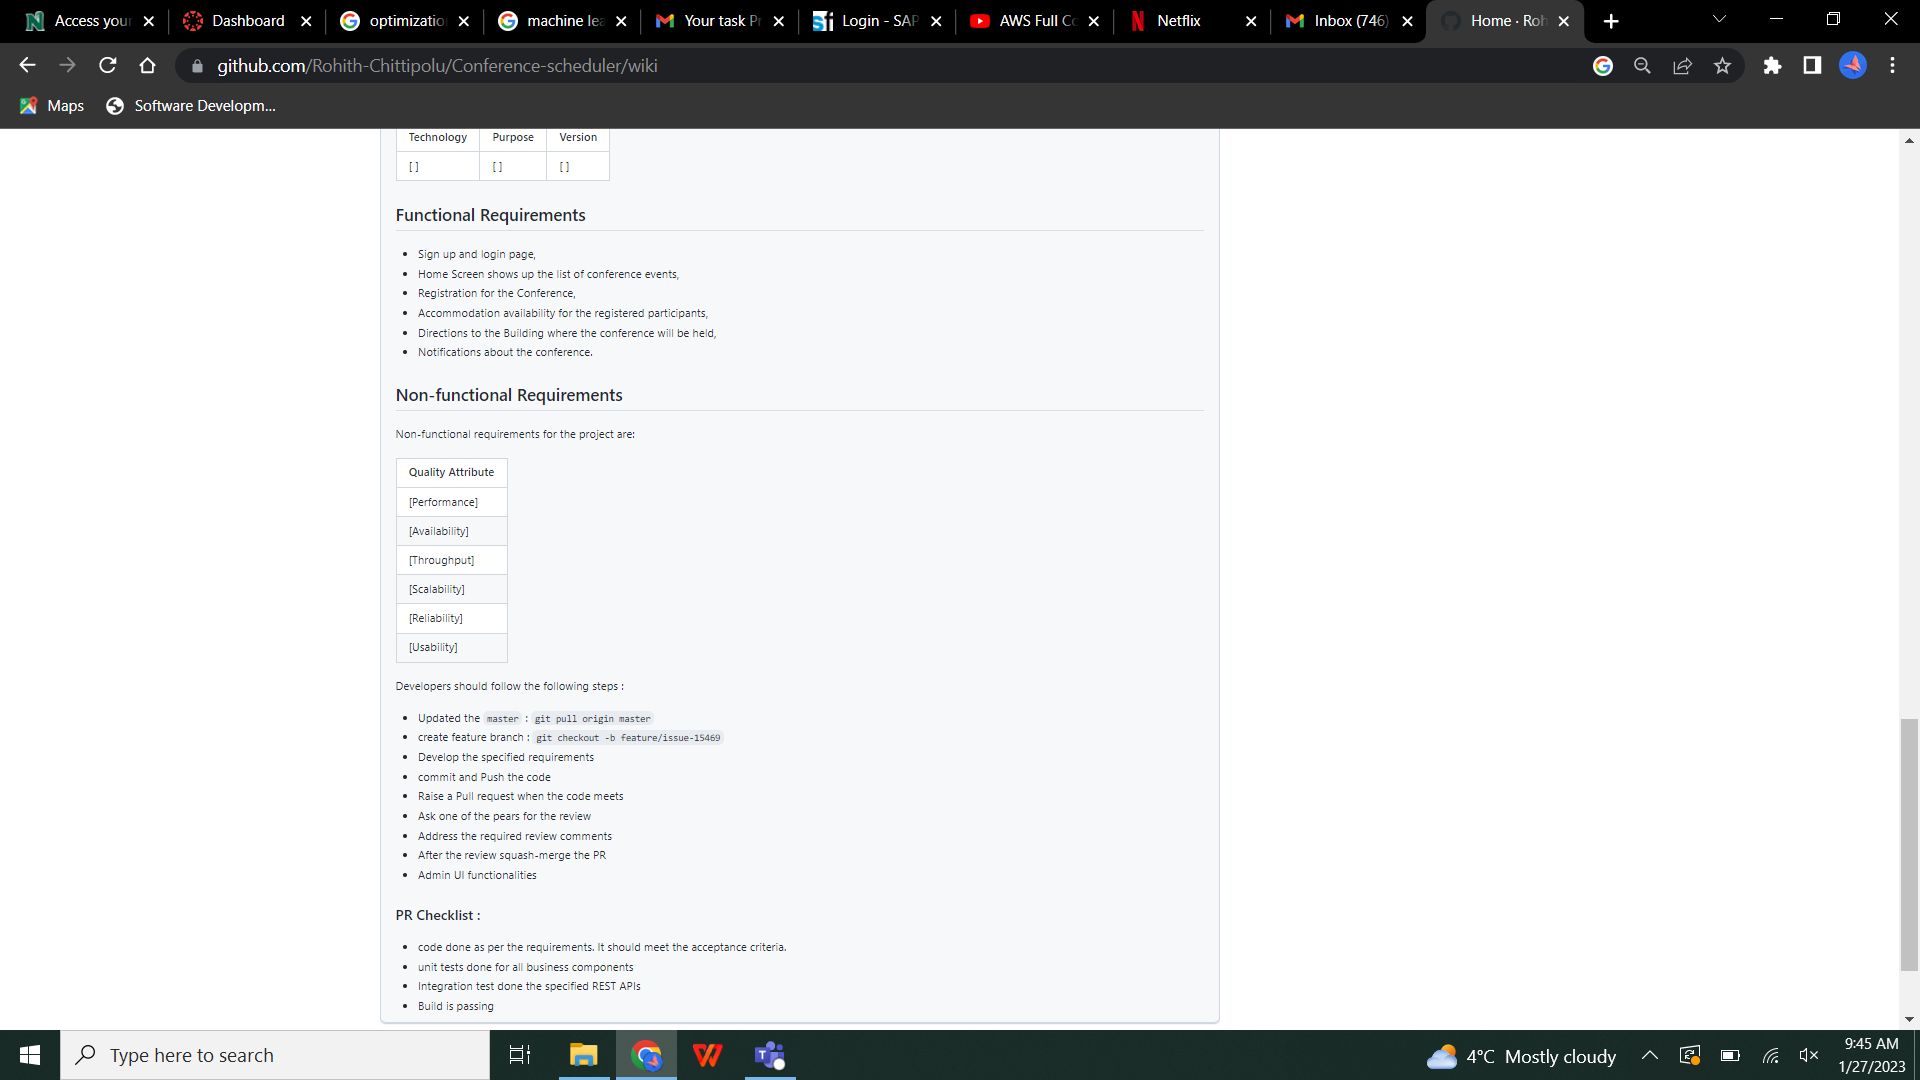 Access your
Dashboard
optimizatio
machine lea
Your task Pr
Login - SAP
AWS Full Co
Netflix
Inbox (746)
Home · Roh
github.com/Rohith-Chittipolu/Conference-scheduler/wiki
Maps
Software Developm...
Technology Purpose Version
[ ] [ ] [ ]
Functional Requirements
Sign up and login page,
Home Screen shows up the list of conference events,
Registration for the Conference,
Accommodation availability for the registered participants,
Directions to the Building where the conference will be held,
Notifications about the conference.
Non-functional Requirements
Non-functional requirements for the project are:
Quality Attribute
[Performance]
[Availability]
[Throughput]
[Scalability]
[Reliability]
[Usability]
Developers should follow the following steps :
Updated the master : git pull origin master
create feature branch : git checkout -b feature/issue-15469
Develop the specified requirements
commit and Push the code
Raise a Pull request when the code meets
Ask one of the pears for the review
Address the required review comments
After the review squash-merge the PR
Admin UI functionalities
PR Checklist :
code done as per the requirements. It should meet the acceptance criteria.
unit tests done for all business components
Integration test done the specified REST APIs
Build is passing
Type here to search
4°C Mostly cloudy
9:45 AM
1/27/2023